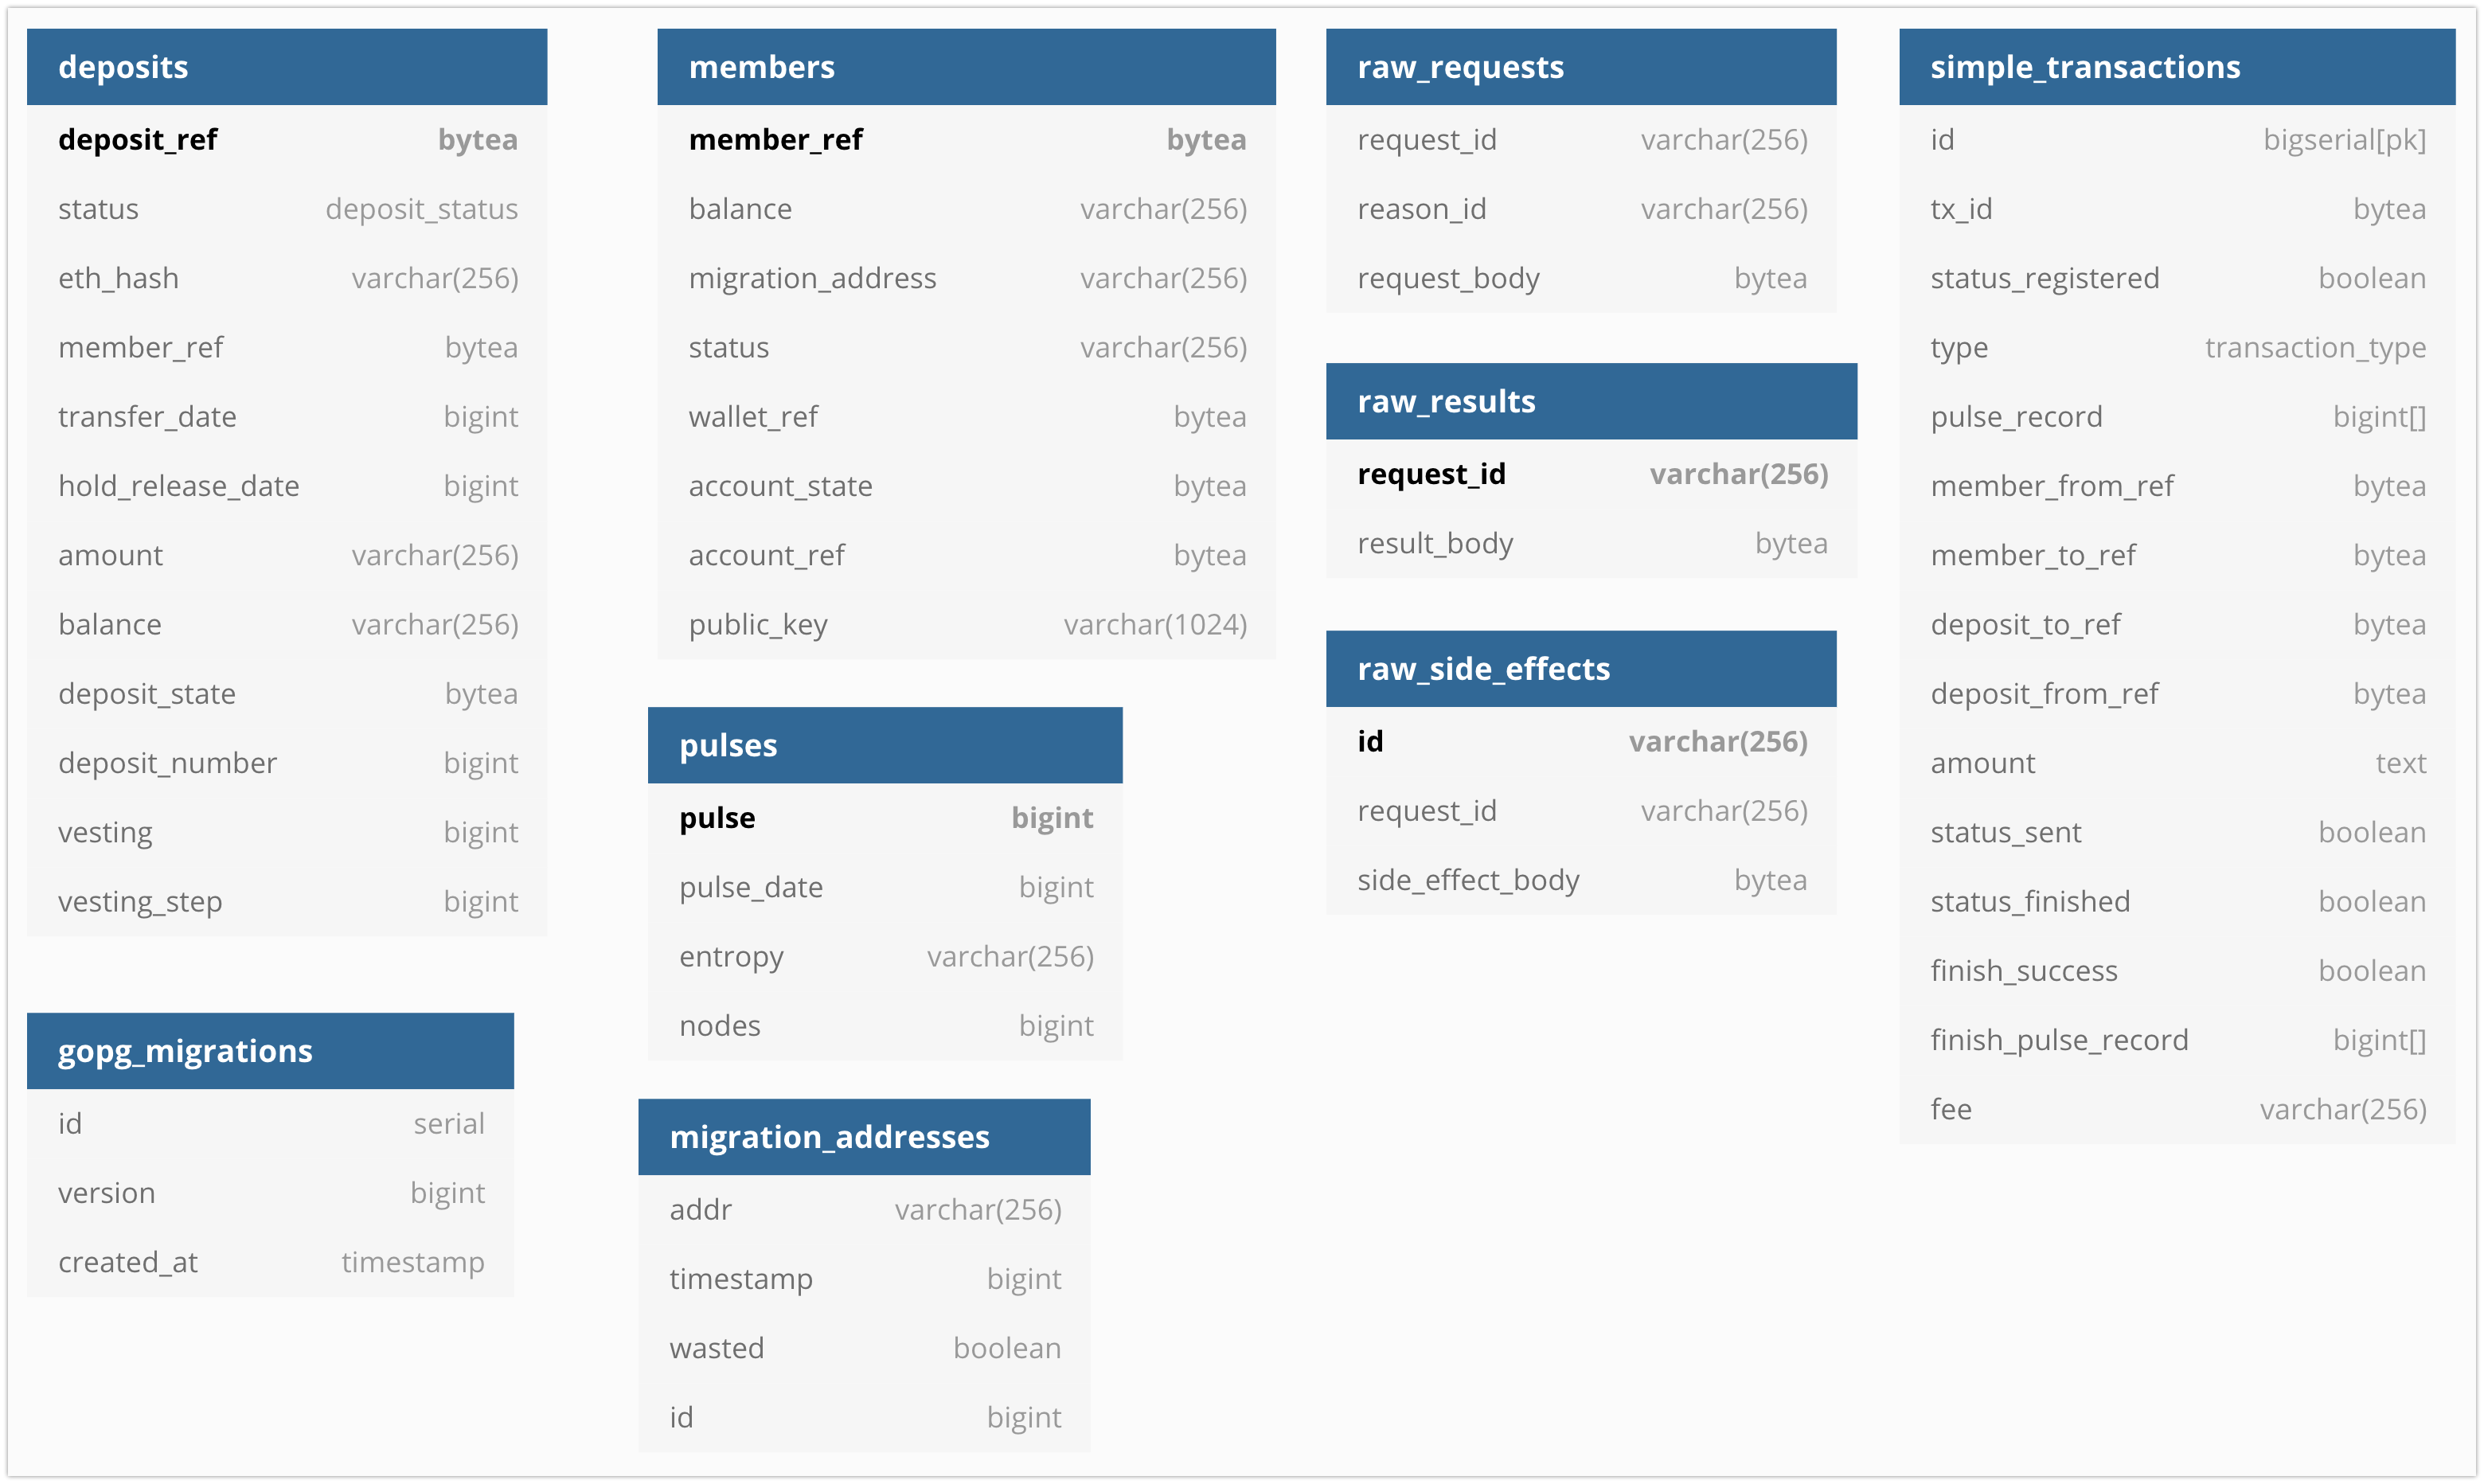 deposits
deposit_ref bytea
status deposit_status
eth_hash varchar(256)
member_ref bytea
transfer_date bigint
hold_release_date bigint
amount varchar(256)
balance varchar(256)
deposit_state bytea
deposit_number bigint
vesting bigint
vesting_step bigint
gopg_migrations
id serial
version bigint
created_at timestamp
members
member_ref bytea
balance varchar(256)
migration_address varchar(256)
status varchar(256)
wallet_ref bytea
account_state bytea
account_ref bytea
public_key varchar(1024)
pulses
pulse bigint
pulse_date bigint
entropy varchar(256)
nodes bigint
migration_addresses
addr varchar(256)
timestamp bigint
wasted boolean
id bigint
raw_requests
request_id varchar(256)
reason_id varchar(256)
request_body bytea
raw_results
request_id varchar(256)
result_body bytea
raw_side_effects
id varchar(256)
request_id varchar(256)
side_effect_body bytea
simple_transactions
id bigserial[pk]
tx_id bytea
status_registered boolean
type transaction_type
pulse_record bigint[]
member_from_ref bytea
member_to_ref bytea
deposit_to_ref bytea
deposit_from_ref bytea
amount text
status_sent boolean
status_finished boolean
finish_success boolean
finish_pulse_record bigint[]
fee varchar(256)